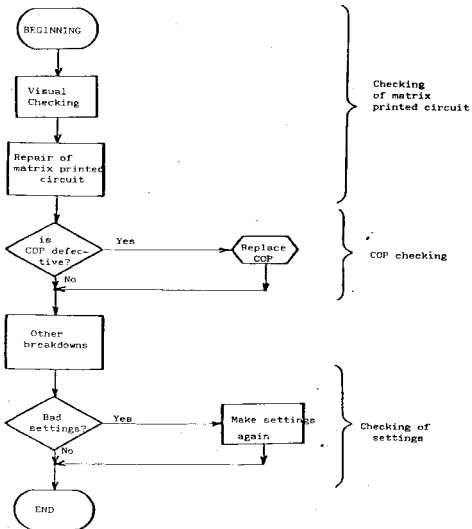 BEGINNING
Visual
Checking
Repair of
matrix printed
circuit
Checking
of matrix
printed circuit
is
COP defec-
tive?
Yes
No
Replace
COP
COP checking
Other
breakdowns
Bad
settings?
Yes
No
Make settings
again
Checking of
settings
END